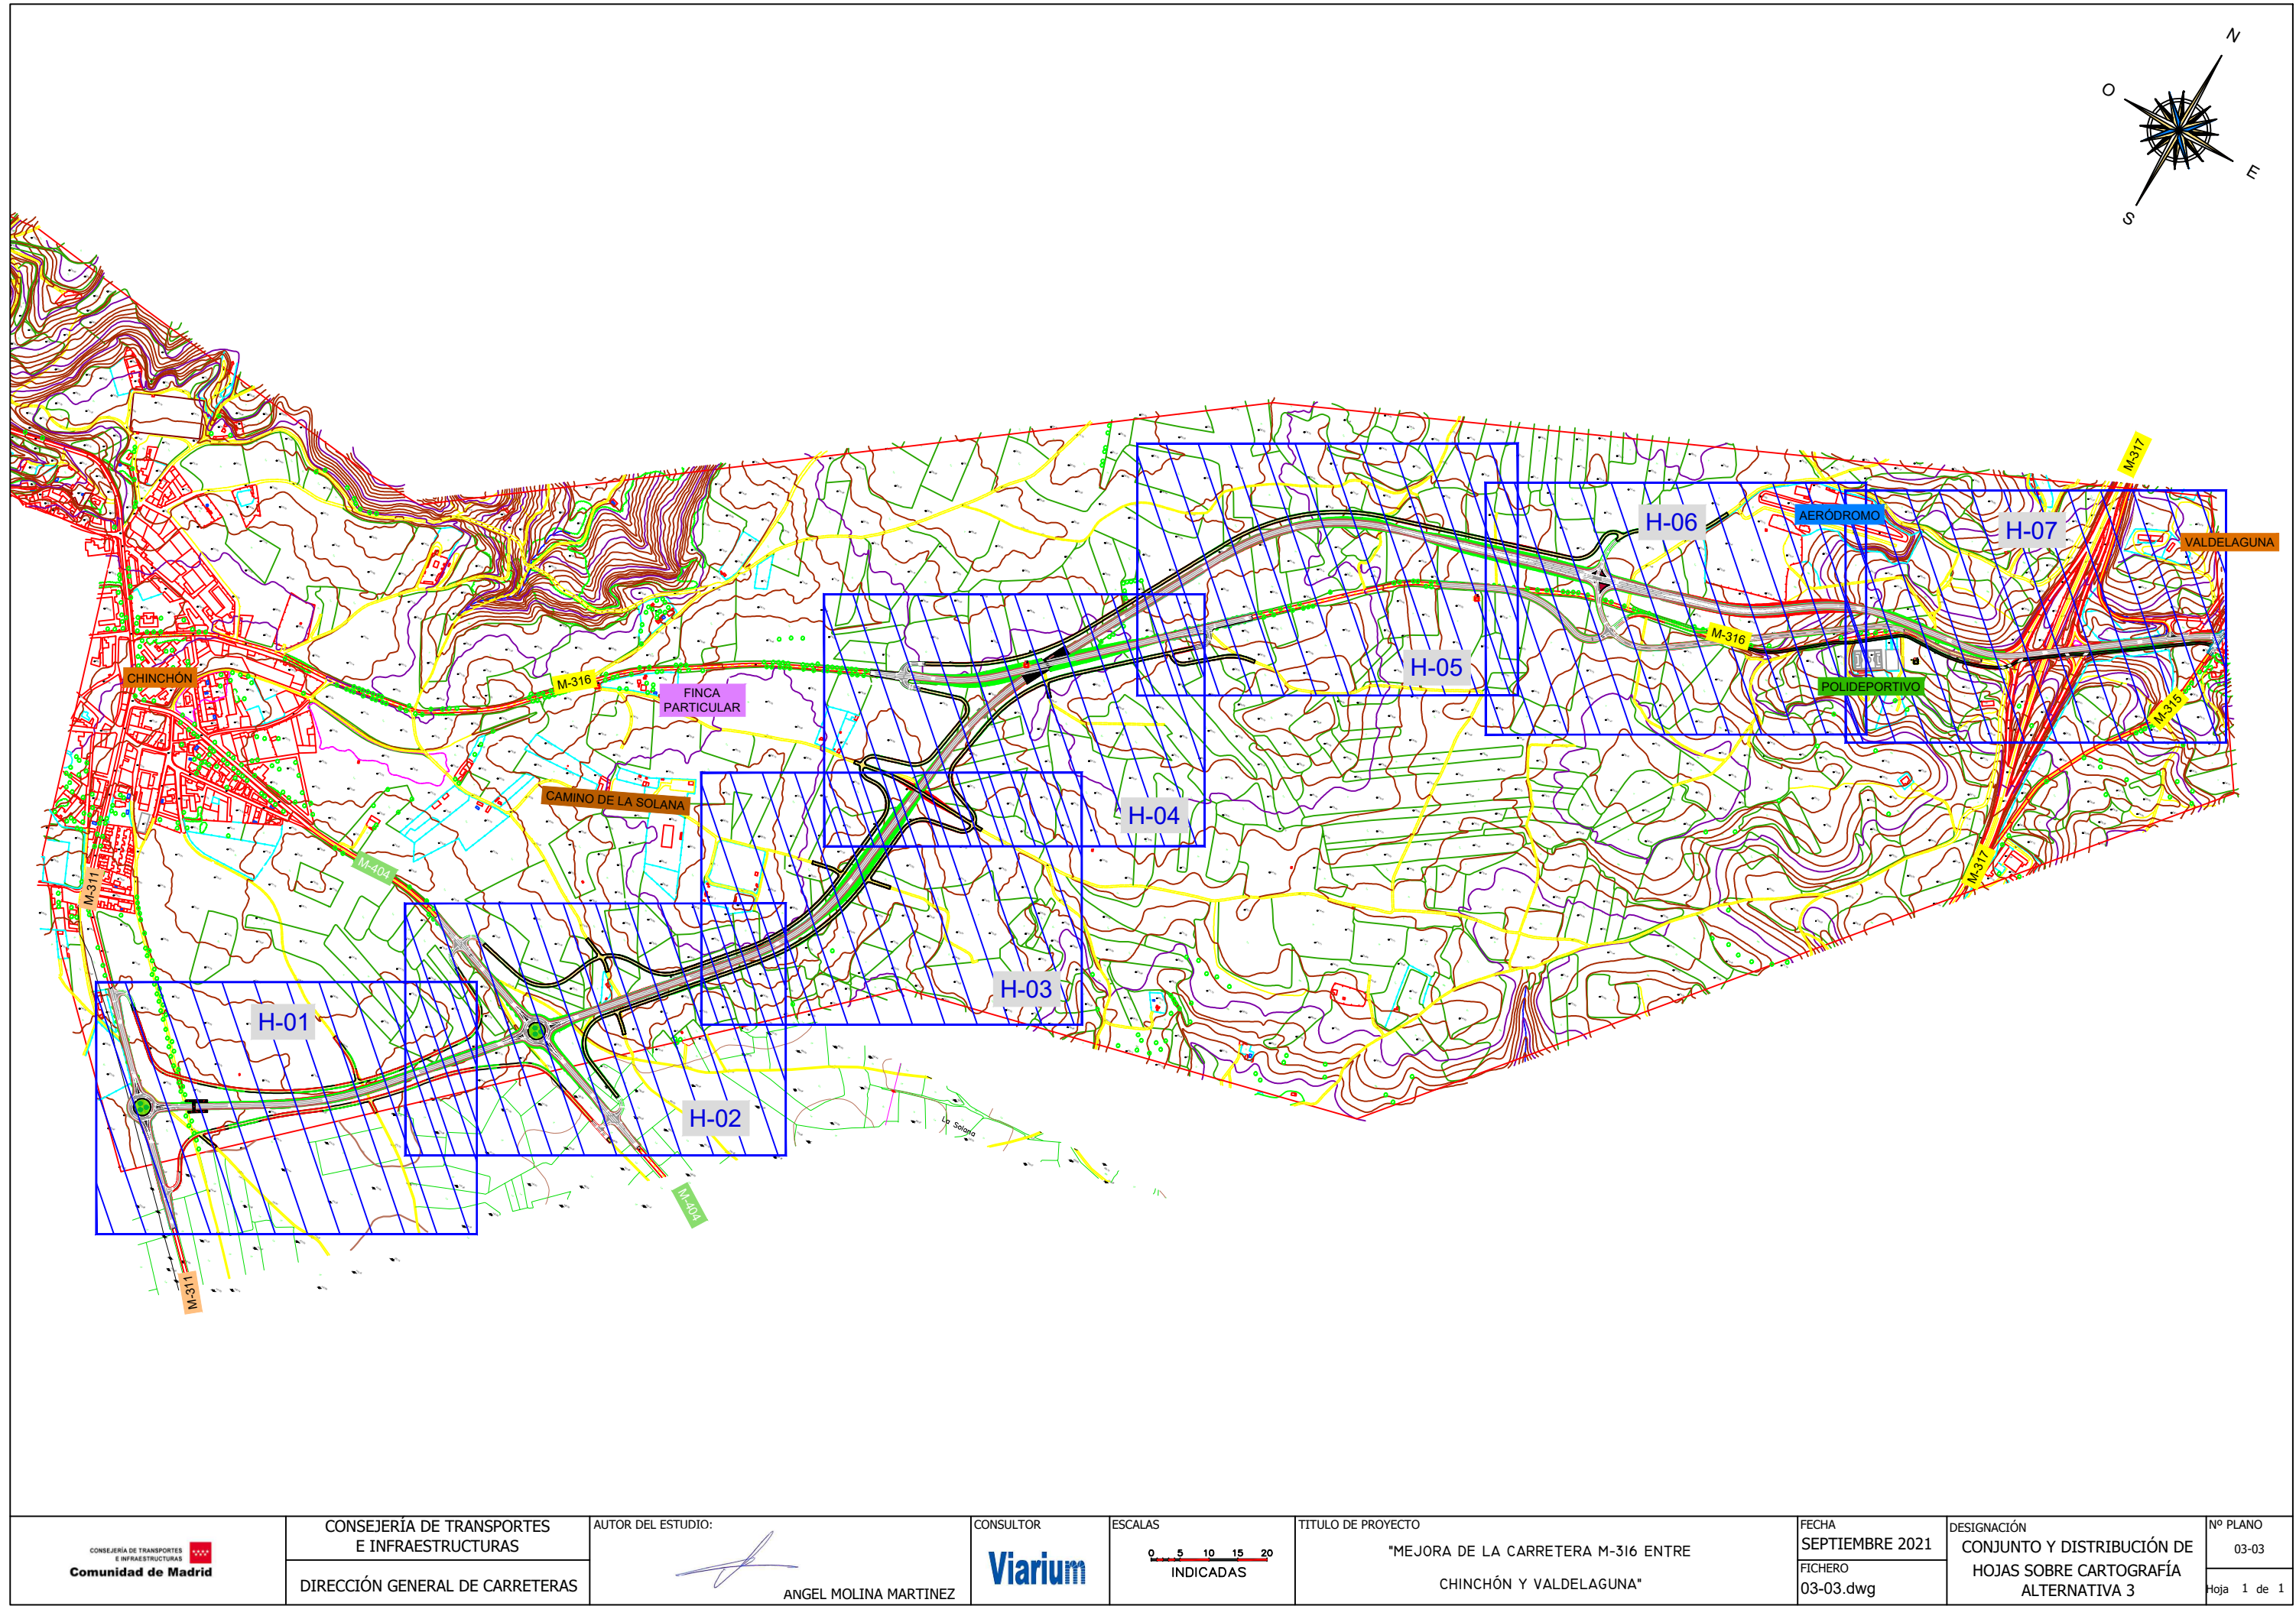 N
O
E
S
M-317
H-06
AERÓDROMO
H-07
VALDELAGUNA
M-316
CHINCHÓN
M-316
FINCA
PARTICULAR
H-05
POLIDEPORTIVO
M-315
CAMINO DE LA SOLANA
H-04
M-404
M-311
M-317
H-03
H-01
H-02
La Solana
M-404
M-311
CONSEJERÍA DE TRANSPORTES
E INFRAESTRUCTURAS
Comunidad de Madrid
CONSEJERÍA DE TRANSPORTES
E INFRAESTRUCTURAS
DIRECCIÓN GENERAL DE CARRETERAS
AUTOR DEL ESTUDIO:
ANGEL MOLINA MARTINEZ
CONSULTOR
Viarium
ESCALAS
0 5 10 15 20
INDICADAS
TITULO DE PROYECTO
"MEJORA DE LA CARRETERA M-316 ENTRE
CHINCHÓN Y VALDELAGUNA"
FECHA
SEPTIEMBRE 2021
FICHERO
03-03.dwg
DESIGNACIÓN
CONJUNTO Y DISTRIBUCIÓN DE
HOJAS SOBRE CARTOGRAFÍA
ALTERNATIVA 3
Nº PLANO
03-03
Hoja 1 de 1